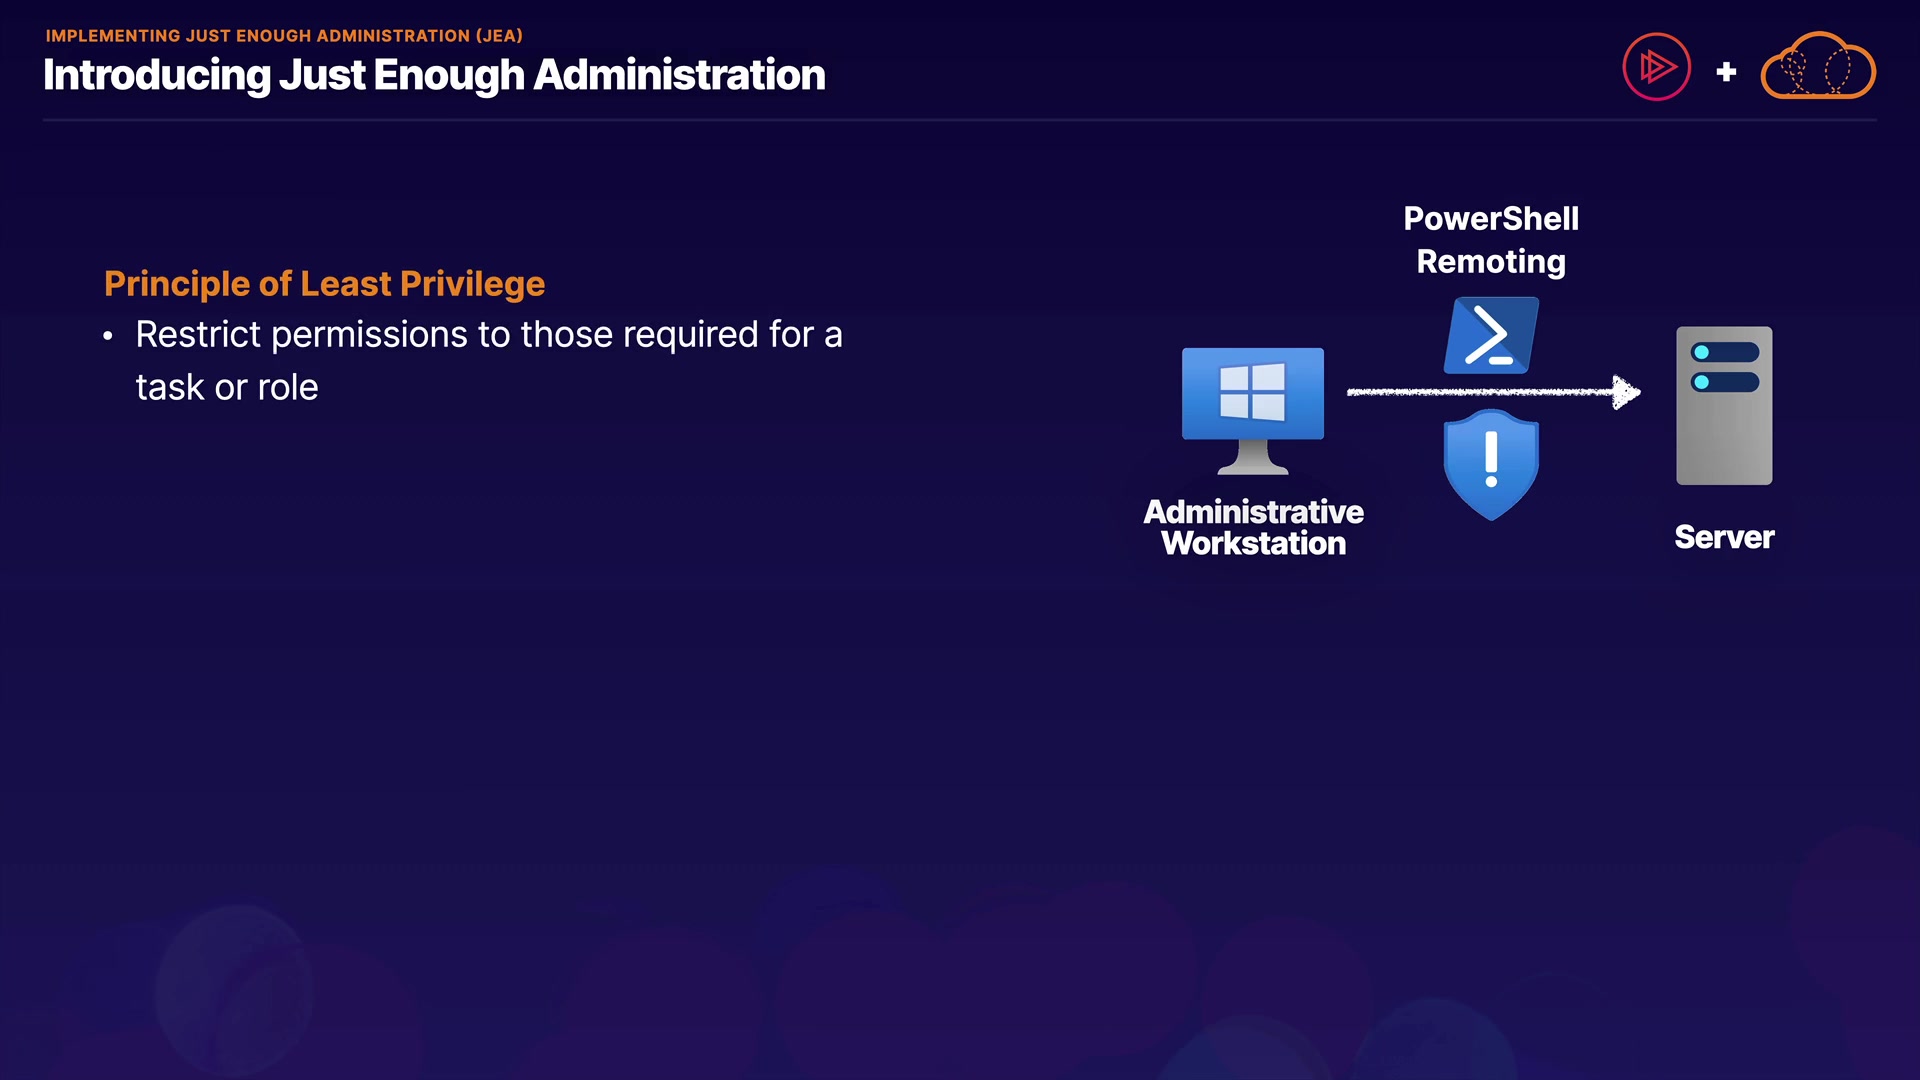 IMPLEMENTING JUST ENOUGH ADMINISTRATION (JEA)
Introducing Just Enough Administration
Principle of Least Privilege
• Restrict permissions to those required for a
task or role
PowerShell
Remoting
Administrative
Workstation
Server